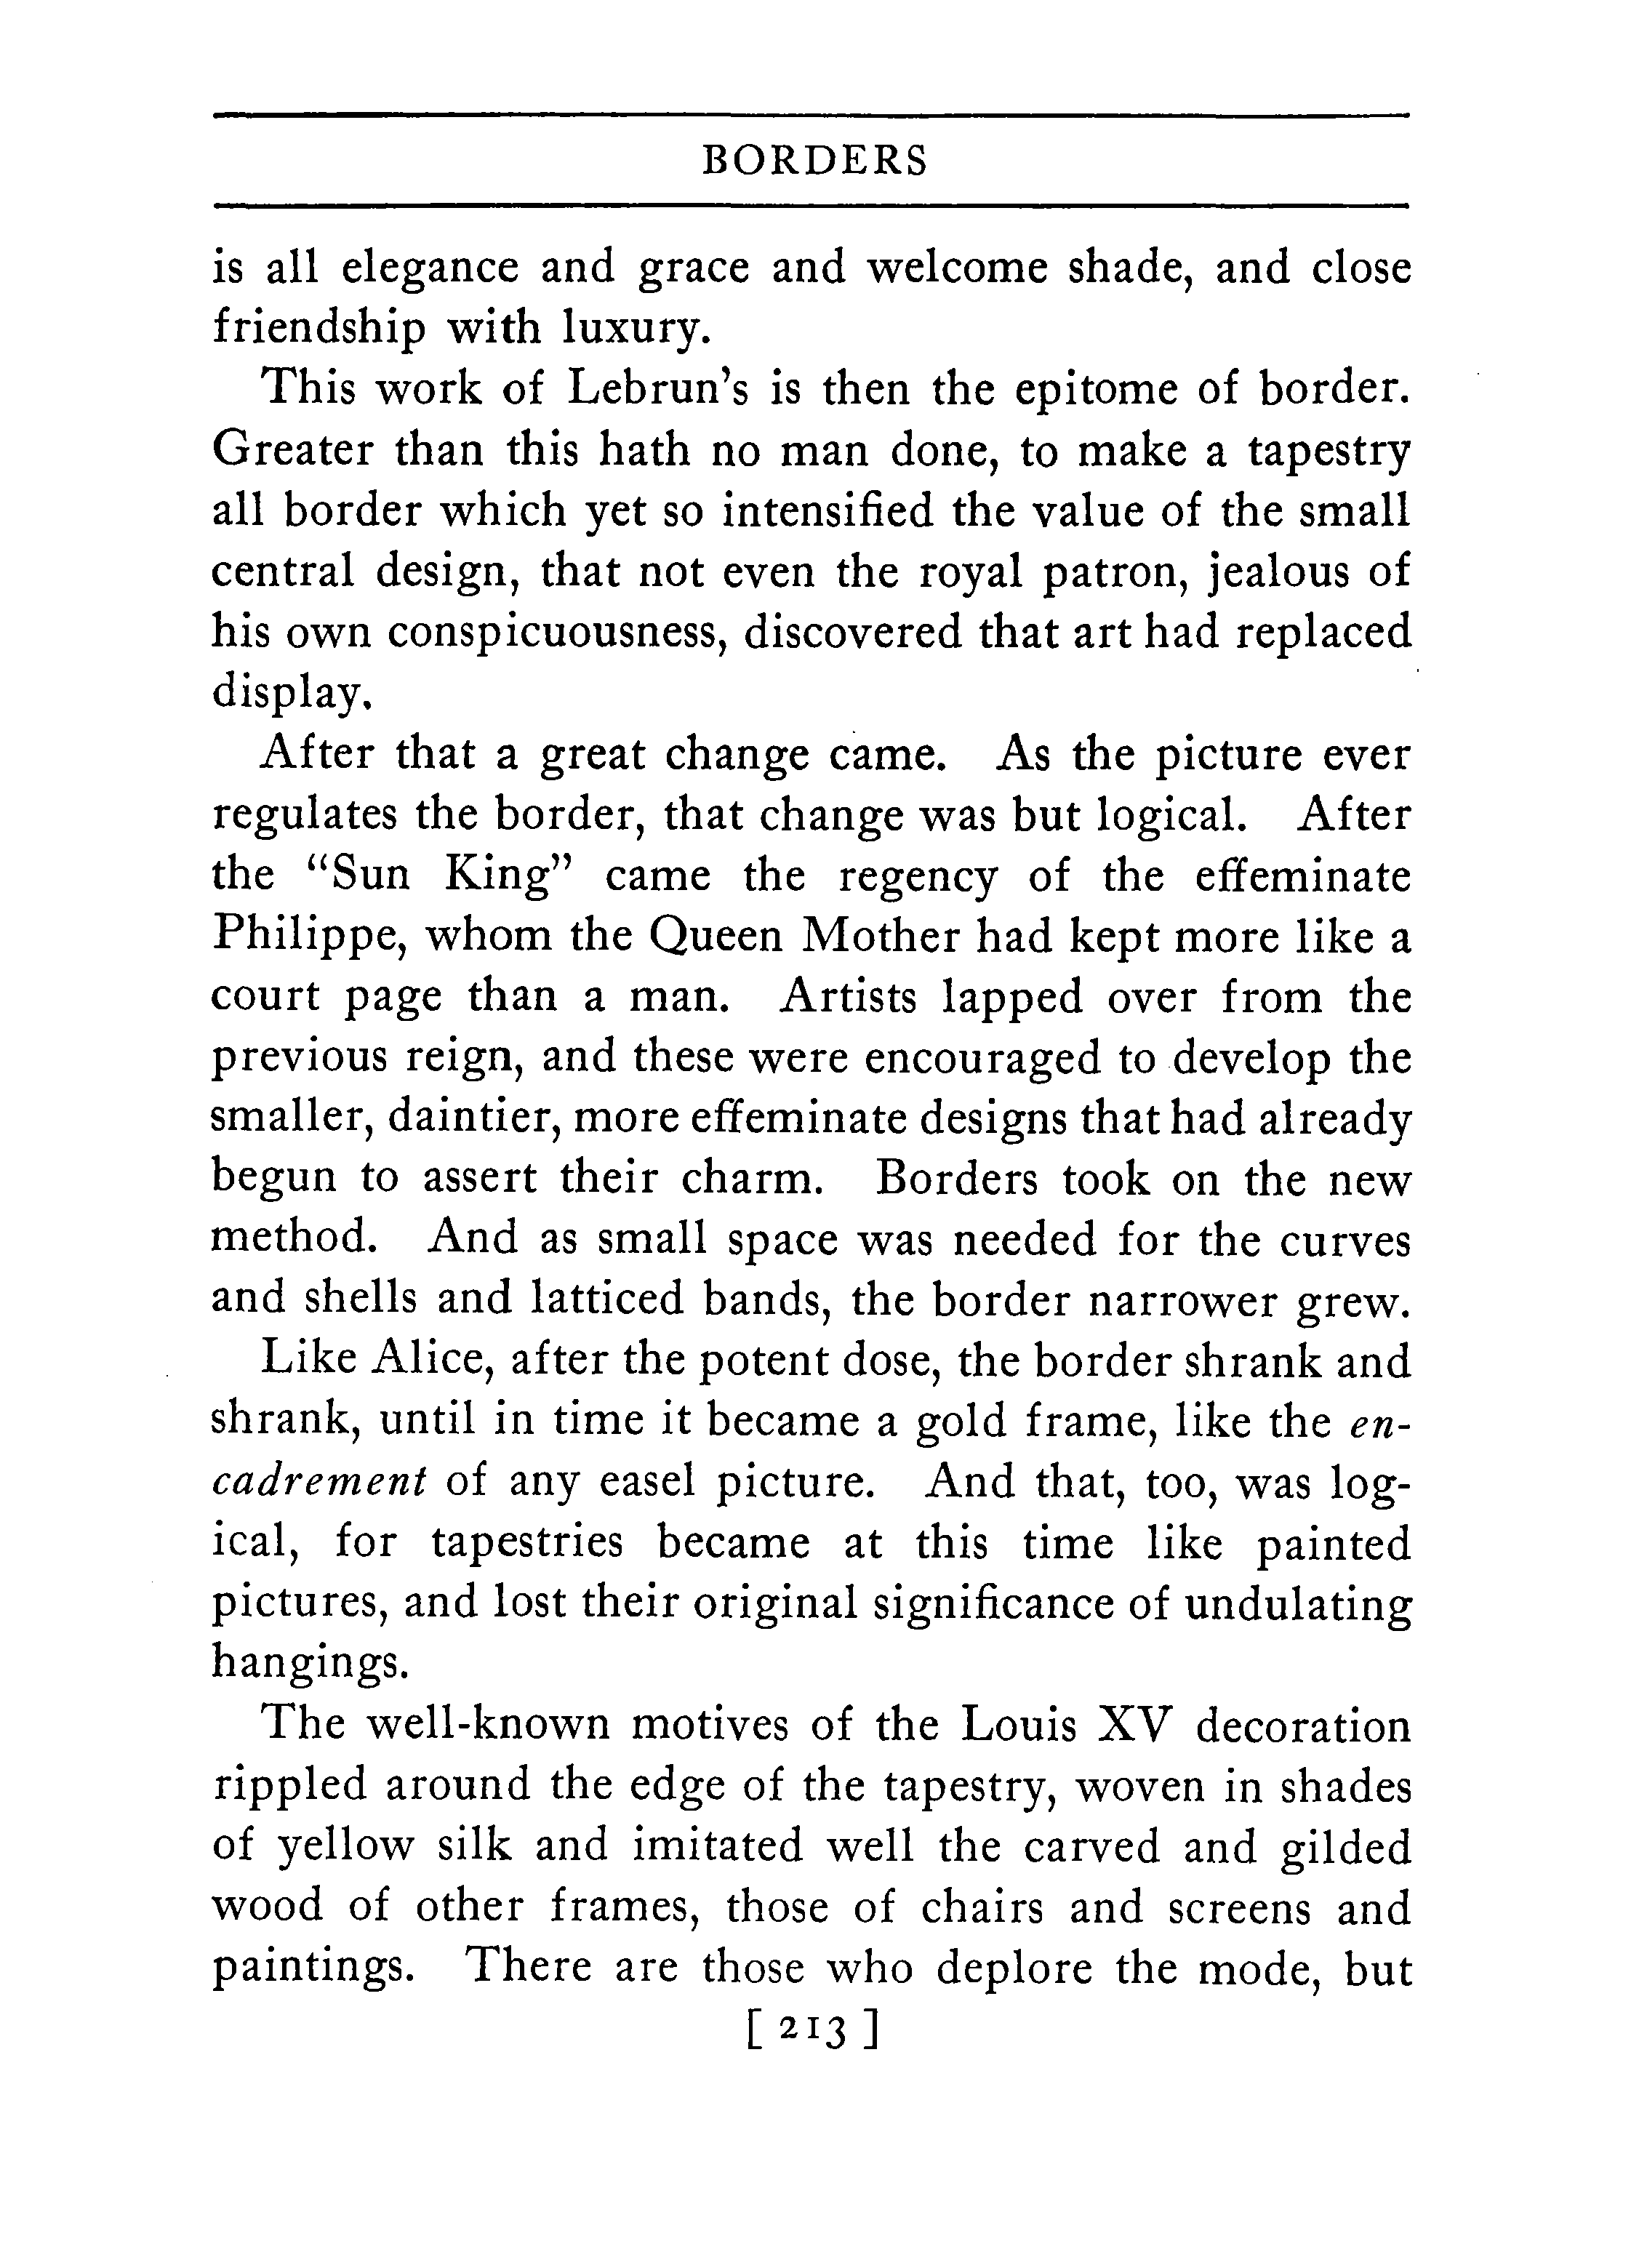 BORDERS
is all elegance and grace and welcome shade, and close
friendship with luxury.
This work of Lebrun's is then the epitome of border.
Greater than this hath no man done, to make a tapestry
all border which yet so intensified the value of the small
central design, that not even the royal patron, jealous of
his own conspicuousness, discovered that art had replaced
display.
After that a great change came. As the picture ever
regulates the border, that change was but logical. After
the "Sun King" came the regency of the effeminate
Philippe, whom the Queen Mother had kept more like a
court page than a man. Artists lapped over from the
previous reign, and these were encouraged to develop the
smaller, daintier, more effeminate designs that had already
begun to assert their charm. Borders took on the new
method. And as small space was needed for the curves
and shells and latticed bands, the border narrower grew.
Like Alice, after the potent dose, the border shrank and
shrank, until in time it became a gold frame, like the en-
cadrement of any easel picture. And that, too, was log-
ical, for tapestries became at this time like painted
pictures, and lost their original significance of undulating
hangings.
The well-known motives of the Louis XV decoration
rippled around the edge of the tapestry, woven in shades
of yellow silk and imitated well the carved and gilded
wood of other frames, those of chairs and screens and
paintings. There are those who deplore the mode, but
[ 213 ]